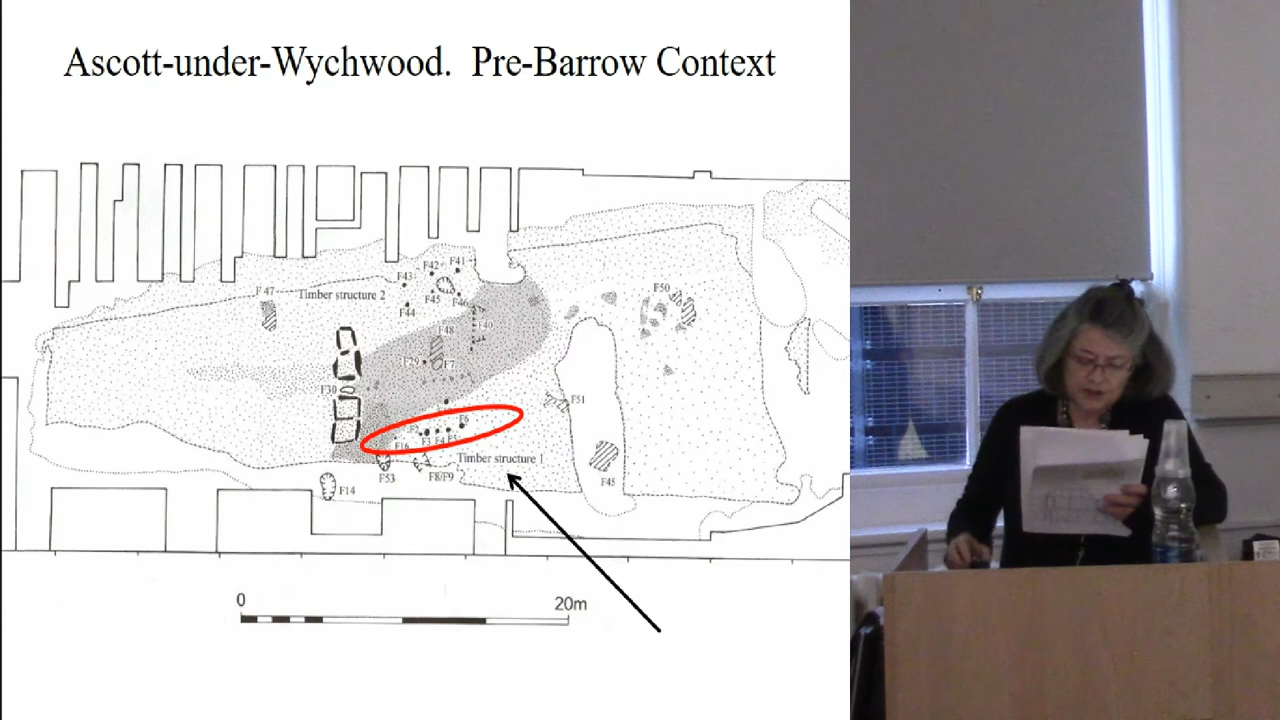 Ascott-under-Wychwood. Pre-Barrow Context
F42
F41
F43
F 47
Timber structure 2
F45
F46
F44
F50
F48
F40
F7
F30
F51
F6
F3 F4 F5
F16
Timber structure 1
F53
F8/F9
F45
F14
0
20m